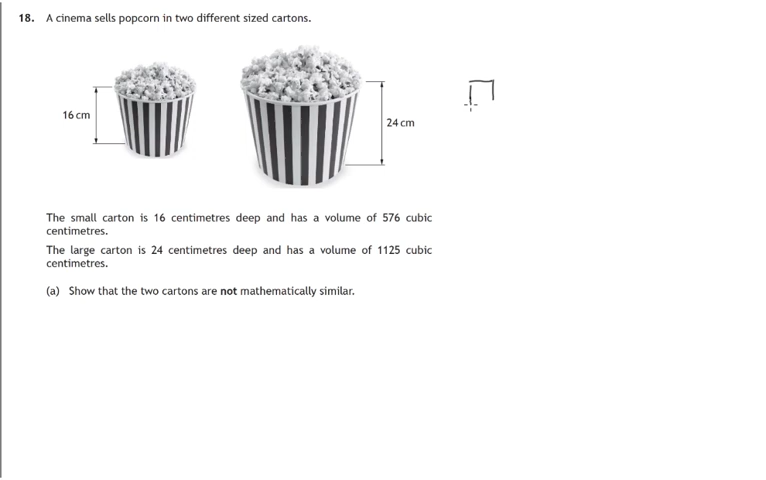 18. A cinema sells popcorn in two different sized cartons.
16 cm
24 cm
The small carton is 16 centimetres deep and has a volume of 576 cubic
centimetres.
The large carton is 24 centimetres deep and has a volume of 1125 cubic
centimetres.
(a) Show that the two cartons are not mathematically similar.